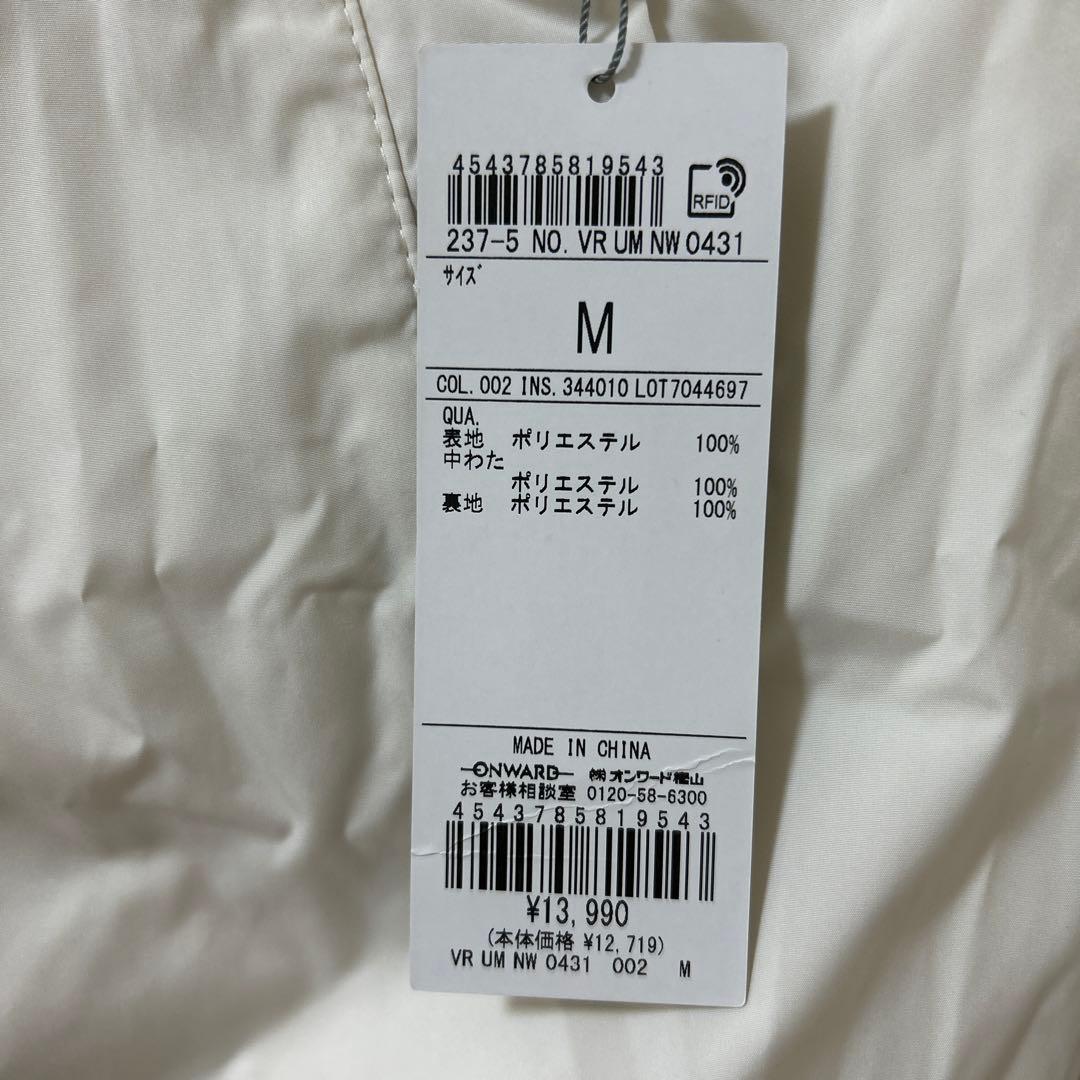 4543785819543
RFID
237-5 NO. VR UM NW 0431
サイズ
M
COL. 002 INS. 344010 LOT7044697
QUA.
表地 ポリエステル 100%
中わた
ポリエステル 100%
裏地 ポリエステル 100%
MADE IN CHINA
ONWARD ㈱オンワード樫山
お客様相談室 0120-58-6300
4543785819543
¥13,990
(本体価格 ¥12,719)
VR UM NW 0431 002 M